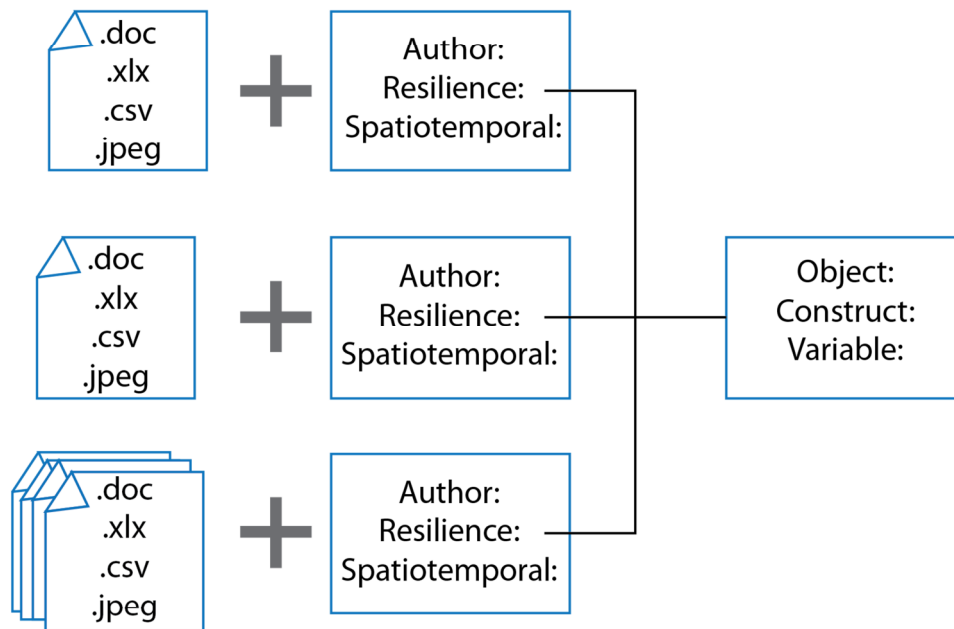 .doc
.xlx
.csv
.jpeg
Author:
Resilience:
Spatiotemporal:
.doc
.xlx
.csv
.jpeg
Author:
Resilience:
Spatiotemporal:
Object:
Construct:
Variable:
.doc
.xlx
.csv
.jpeg
Author:
Resilience:
Spatiotemporal: